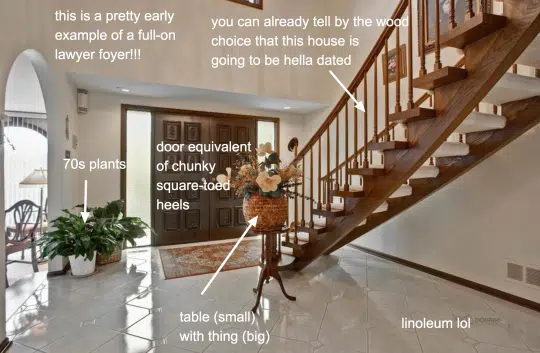 this is a pretty early
example of a full-on
lawyer foyer!!!
you can already tell by the wood
choice that this house is
going to be hella dated
70s plants
door equivalent
of chunky
square-toed
heels
table (small)
with thing (big)
linoleum lol